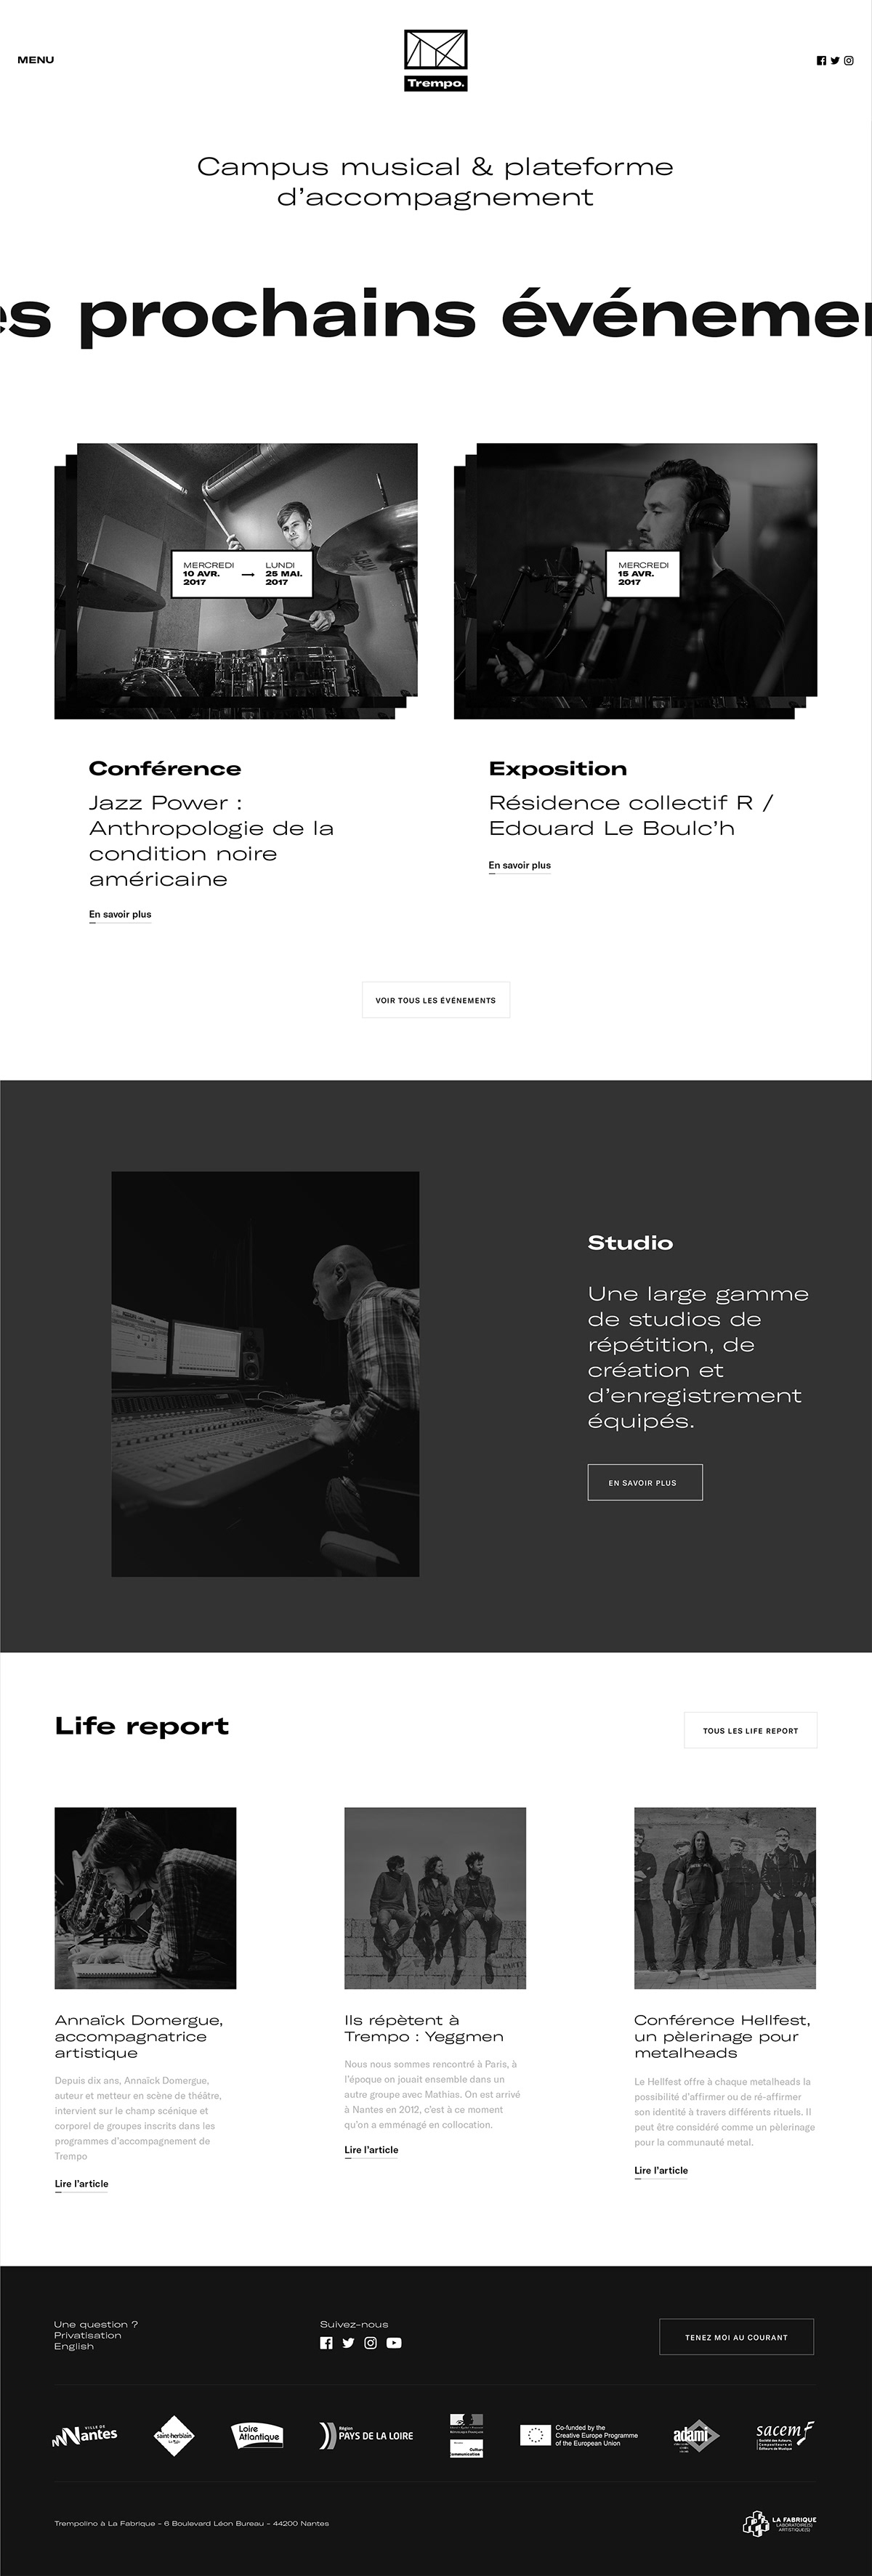 MENU
Trempo.
Campus musical & plateforme
d'accompagnement
es prochains événemen
MERCREDI
10 AVR.
2017
LUNDI
25 MAI.
2017
MERCREDI
15 AVR.
2017
Conférence
Jazz Power :
Anthropologie de la
condition noire
américaine
En savoir plus
Exposition
Résidence collectif R /
Edouard Le Boulc'h
En savoir plus
VOIR TOUS LES ÉVÉNEMENTS
Studio
Une large gamme
de studios de
répétition, de
création et
d'enregistrement
équipés.
EN SAVOIR PLUS
Life report
TOUS LES LIFE REPORT
Annaïck Domergue,
accompagnatrice
artistique
Depuis dix ans, Annaïck Domergue,
auteur et metteur en scène de théâtre,
intervient sur le champ scénique et
corporel de groupes inscrits dans les
programmes d'accompagnement de
Trempo
Lire l'article
Ils répètent à
Trempo : Yeggmen
Nous nous sommes rencontré à Paris, à
l'époque on jouait ensemble dans un
autre groupe avec Mathias. On est arrivé
à Nantes en 2012, c'est à ce moment
qu'on a emménagé en collocation.
Lire l'article
Conférence Hellfest,
un pèlerinage pour
metalheads
Le Hellfest offre à chaque metalheads la
possibilité d'affirmer ou de ré-affirmer
son identité à travers différents rituels. Il
peut être considéré comme un pèlerinage
pour la communauté metal.
Lire l'article
Une question ?
Privatisation
English
Suivez-nous
TENEZ MOI AU COURANT
VILLE DE
Nantes
saint-herblain
Loire
Atlantique
Région
PAYS DE LA LOIRE
Culture
Communication
Co-funded by the
Creative Europe Programme
of the European Union
adami
sacem
Société des Auteurs,
Compositeurs et
Éditeurs de Musique
Trempolino à La Fabrique - 6 Boulevard Léon Bureau - 44200 Nantes
LA FABRIQUE
LABORATOIRE(S)
ARTISTIQUE(S)